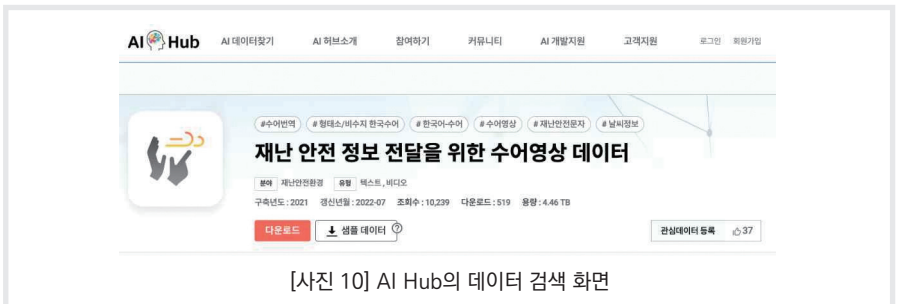 AI Hub AI 데이터찾기 AI 허브소개 참여하기 커뮤니티 AI 개발지원 고객지원 로그인 회원가입
#수어번역 #형태소/비수지 한국수어 #한국어-수어 #수어영상 #재난안전문자 #날씨정보
재난 안전 정보 전달을 위한 수어영상 데이터
분야 재난안전환경 유형 텍스트, 비디오
구축년도 : 2021 갱신년월 : 2022-07 조회수 : 10,239 다운로드 : 519 용량 : 4.46 TB
다운로드 샘플 데이터 ? 관심데이터 등록 37
[사진 10] AI Hub의 데이터 검색 화면